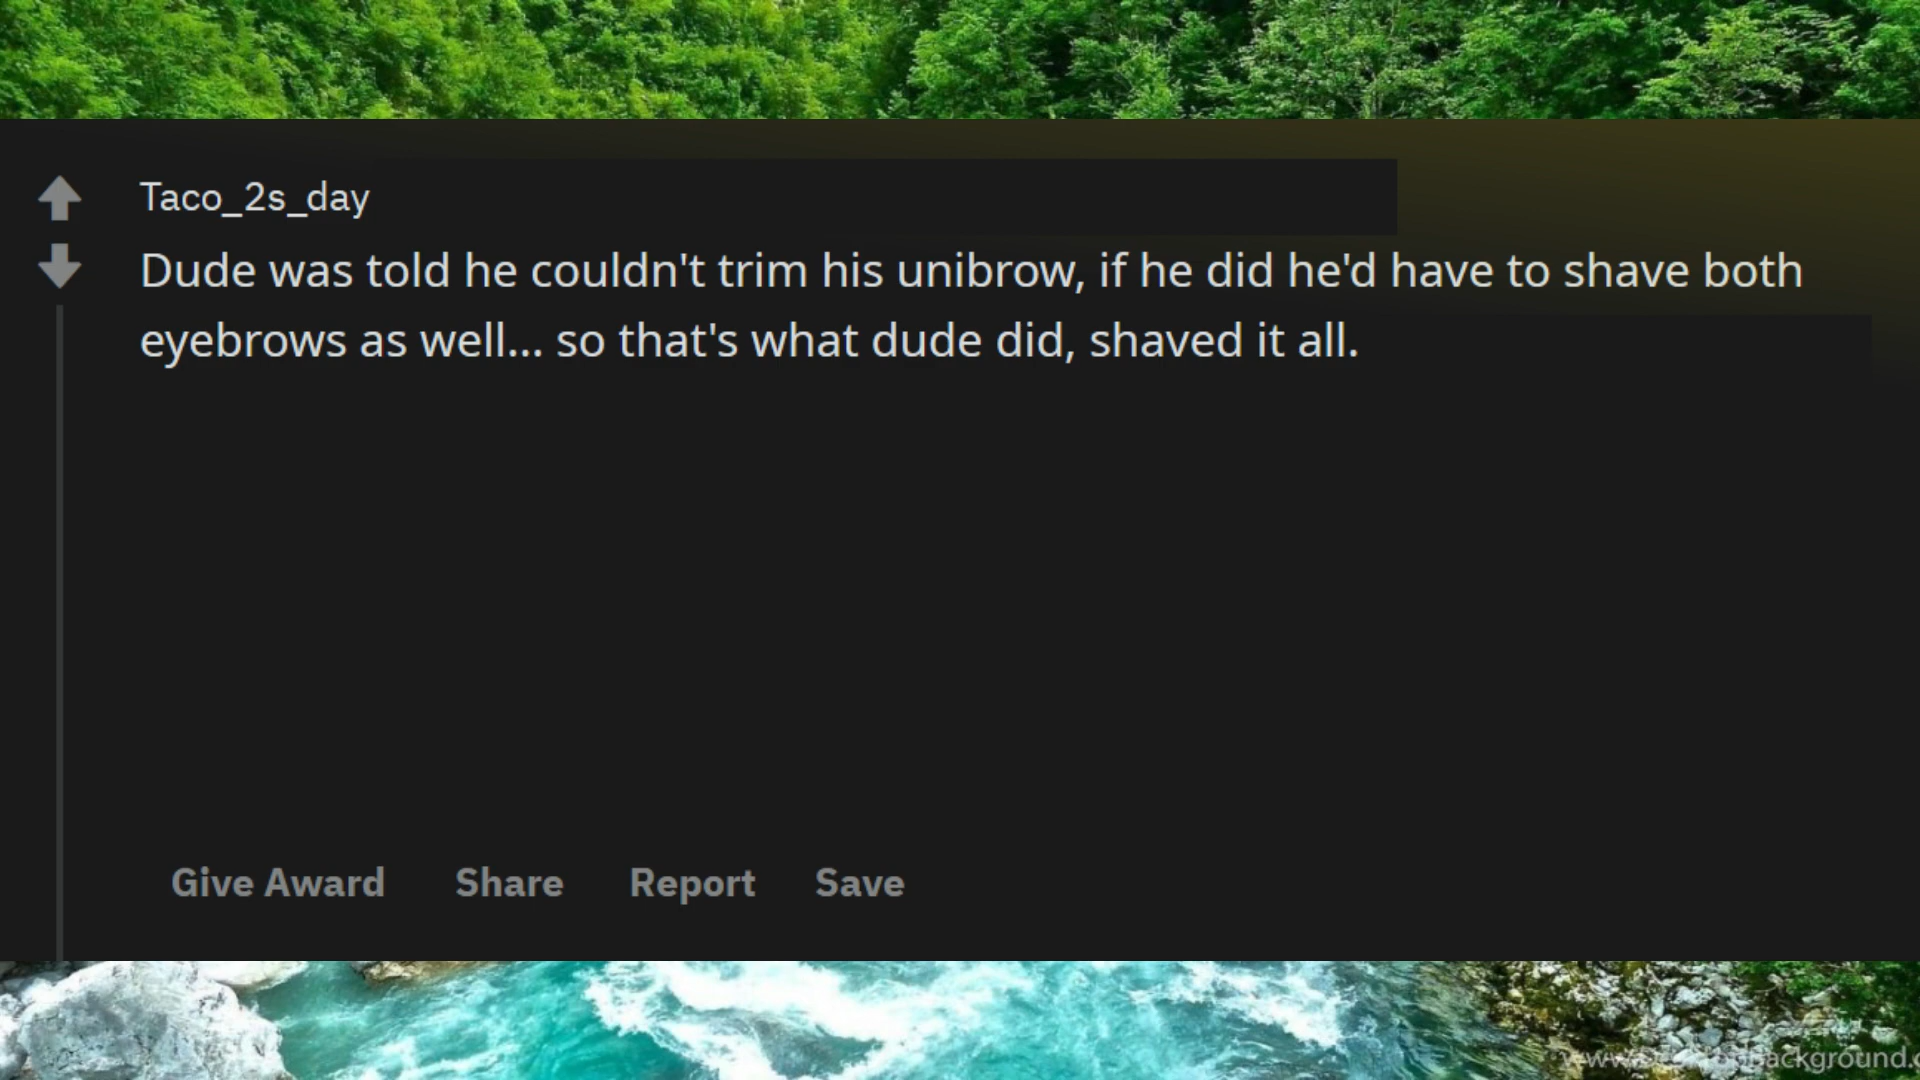 Taco_2s_day
Dude was told he couldn't trim his unibrow, if he did he'd have to shave both
eyebrows as well... so that's what dude did, shaved it all.
Give Award Share Report Save